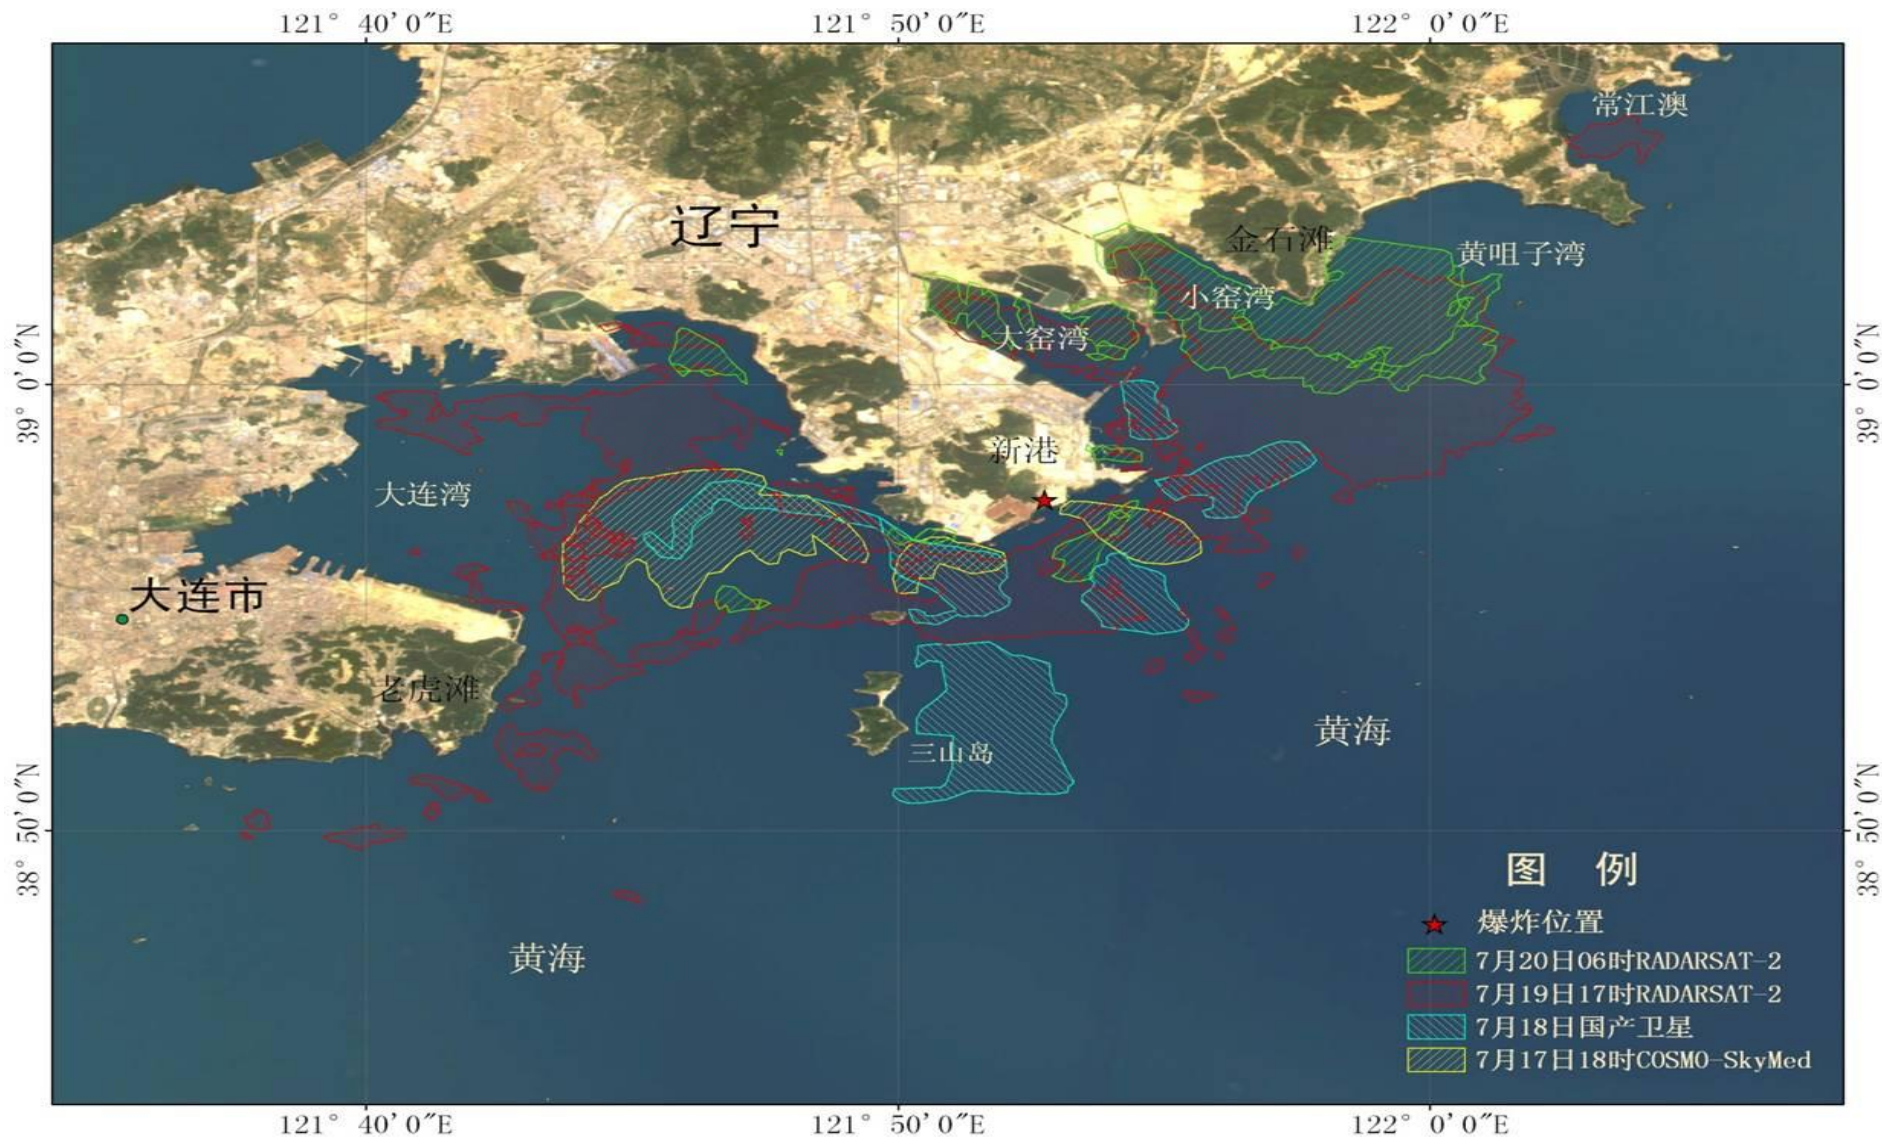 121° 40′0″E
121° 50′0″E
122° 0′0″E
常江澳
辽宁
金石滩
黄咀子湾
小窑湾
大窑湾
39° 0′0″N
39° 0′0″N
新港
大连湾
大连市
老虎滩
三山岛
黄海
38° 50′0″N
38° 50′0″N
黄海
图 例
爆炸位置
7月20日06时RADARSAT-2
7月19日17时RADARSAT-2
7月18日国产卫星
7月17日18时COSMO-SkyMed
121° 40′0″E
121° 50′0″E
122° 0′0″E